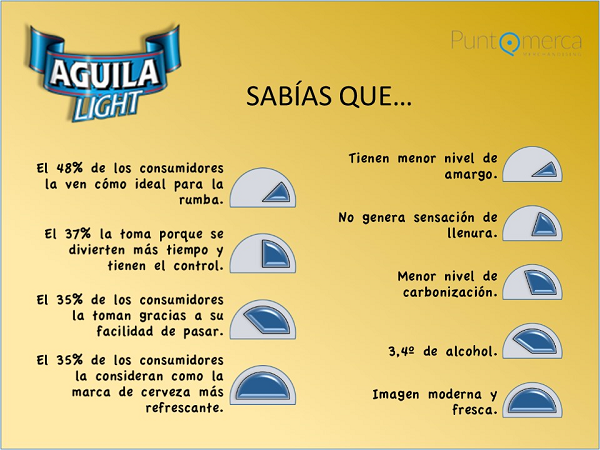 AGUILA
LIGHT
Puntomerca
SABÍAS QUE...
El 48% de los consumidores
la ven cómo ideal para la
rumba.
El 37% la toma porque se
divierten más tiempo y
tienen el control.
El 35% de los consumidores
la toman gracias a su
facilidad de pasar.
El 35% de los consumidores
la consideran como la
marca de cerveza más
refrescante.
Tienen menor nivel de
amargo.
No genera sensación de
llenura.
Menor nivel de
carbonización.
3,4º de alcohol.
Imagen moderna y
fresca.